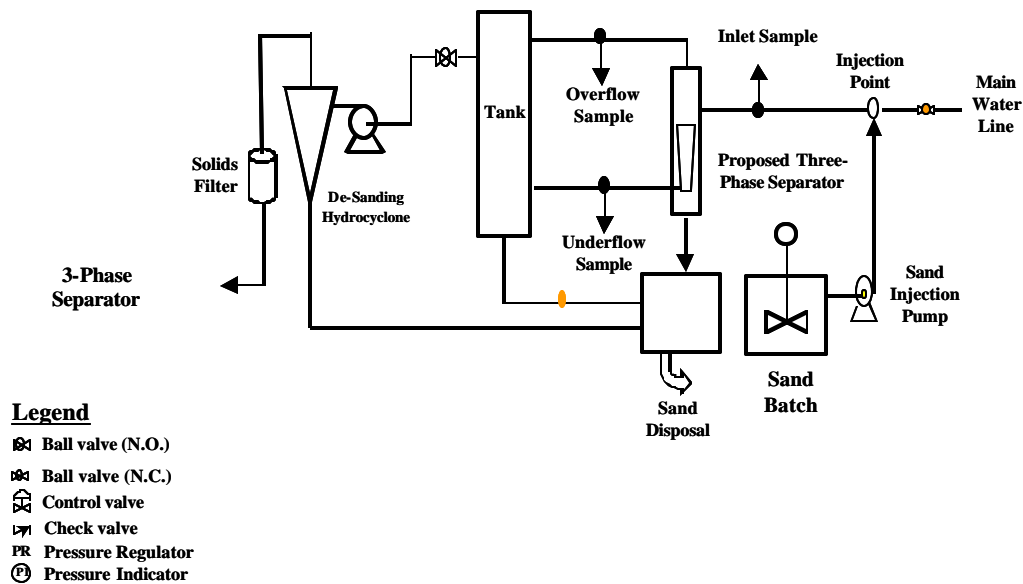 Inlet Sample
Injection
Point
Main
Water
Line
Overflow
Sample
Tank
Proposed Three-
Phase Separator
Solids
Filter
De-Sanding
Hydrocyclone
Underflow
Sample
3-Phase
Separator
Sand
Injection
Pump
Sand
Batch
Sand
Disposal
Legend
Ball valve (N.O.)
Ball valve (N.C.)
Control valve
Check valve
PR Pressure Regulator
PI Pressure Indicator